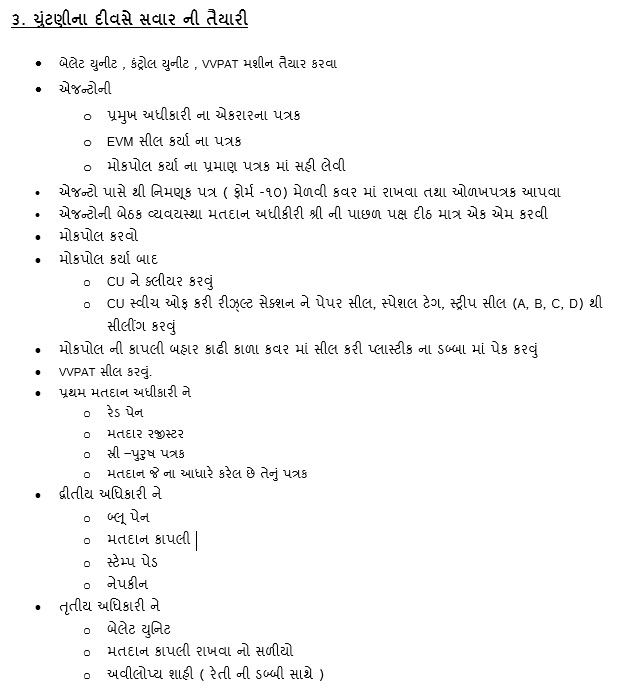 ૩. ચુંટણીના દીવસે સવાર ની તૈયારી
• બેલેટ યુનીટ , કંટ્રોલ યુનીટ , VVPAT મશીન તૈયાર કરવા
• એજન્ટોની
o પ્રમુખ અધીકારી ના એકરારના પત્રક
o EVM સીલ કર્યા ના પત્રક
o મોકપોલ કર્યા ના પ્રમાણ પત્રક માં સહી લેવી
• એજન્ટો પાસે થી નિમણૂક પત્ર ( ફોર્મ -૧૦) મેળવી કવર માં રાખવા તથા ઓળખપત્રક આપવા
• એજન્ટોની બેઠક વ્યવયસ્થા મતદાન અધીકીરી શ્રી ની પાછળ પક્ષ દીઠ માત્ર એક એમ કરવી
• મોકપોલ કરવો
• મોકપોલ કર્યા બાદ
o CU ને ક્લીયર કરવું
o CU સ્વીચ ઓફ કરી રીઝ્લ્ટ સેક્શન ને પેપર સીલ, સ્પેશલ ટેગ, સ્ટ્રીપ સીલ (A, B, C, D) થી
સીલીંગ કરવું
• મોકપોલ ની કાપલી બહાર કાઢી કાળા કવર માં સીલ કરી પ્લાસ્ટીક ના ડબ્બા માં પેક કરવું
• VVPAT સીલ કરવું.
• પ્રથમ મતદાન અધીકારી ને
o રેડ પેન
o મતદાર રજીસ્ટર
o સ્રી –પુરુષ પત્રક
o મતદાન જે ના આધારે કરેલ છે તેનું પત્રક
• દ્રીતીય અધિકારી ને
o બ્લૂ પેન
o મતદાન કાપલી
o સ્ટેમ્પ પેડ
o નેપકીન
• તૃતીય અધિકારી ને
o બેલેટ યુનિટ
o મતદાન કાપલી રાખવા નો સળીયો
o અવીલોપ્ય શાહી ( રેતી ની ડબ્બી સાથે )